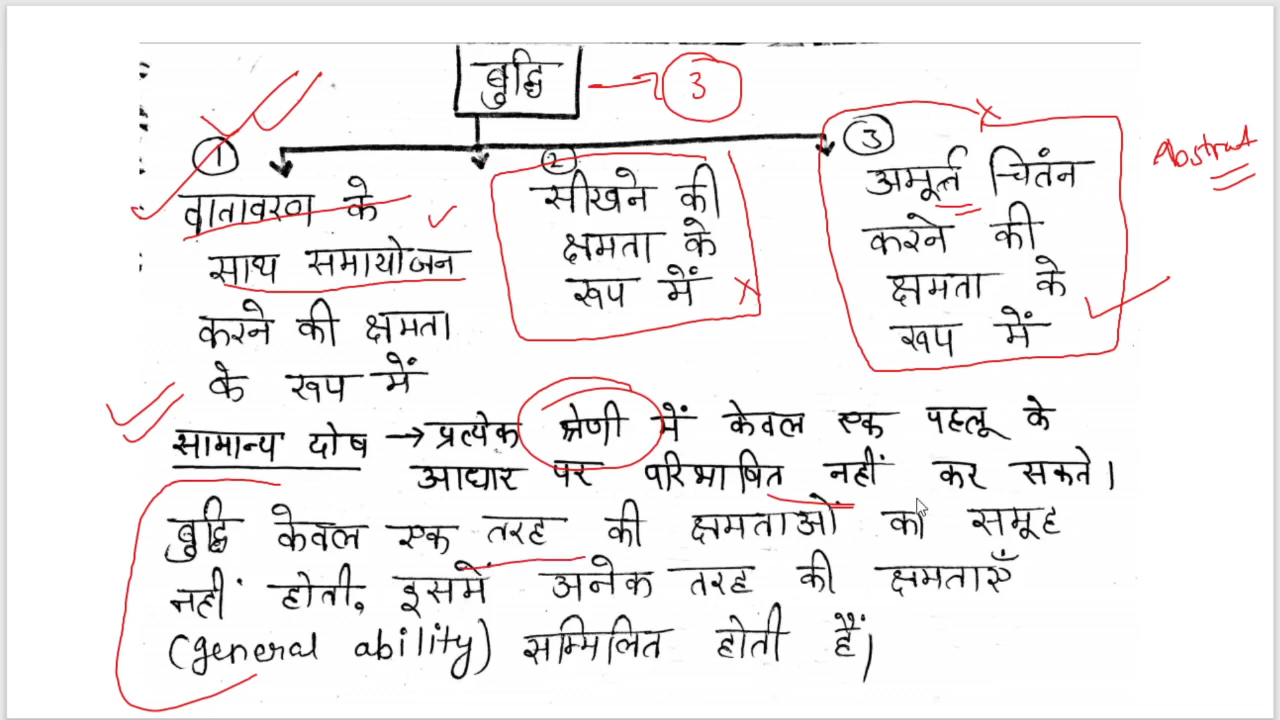 बुद्धि
3
① ② ③
वातावरण के
साथ समायोजन
करने की क्षमता
के रूप में
सीखने की
क्षमता के
रूप में
अमूर्त्त चितंन
करने की
क्षमता के
रूप में
Abstract
सामान्य दोष → प्रत्येक श्रेणी में केवल एक पहलू के
आधार पर परिभाषित नहीं कर सकते।
बुद्धि केवल एक तरह की क्षमताओं का समूह
नहीं होती, इसमें अनेक तरह की क्षमताएँ
(general ability) सम्मिलित होती हैं।